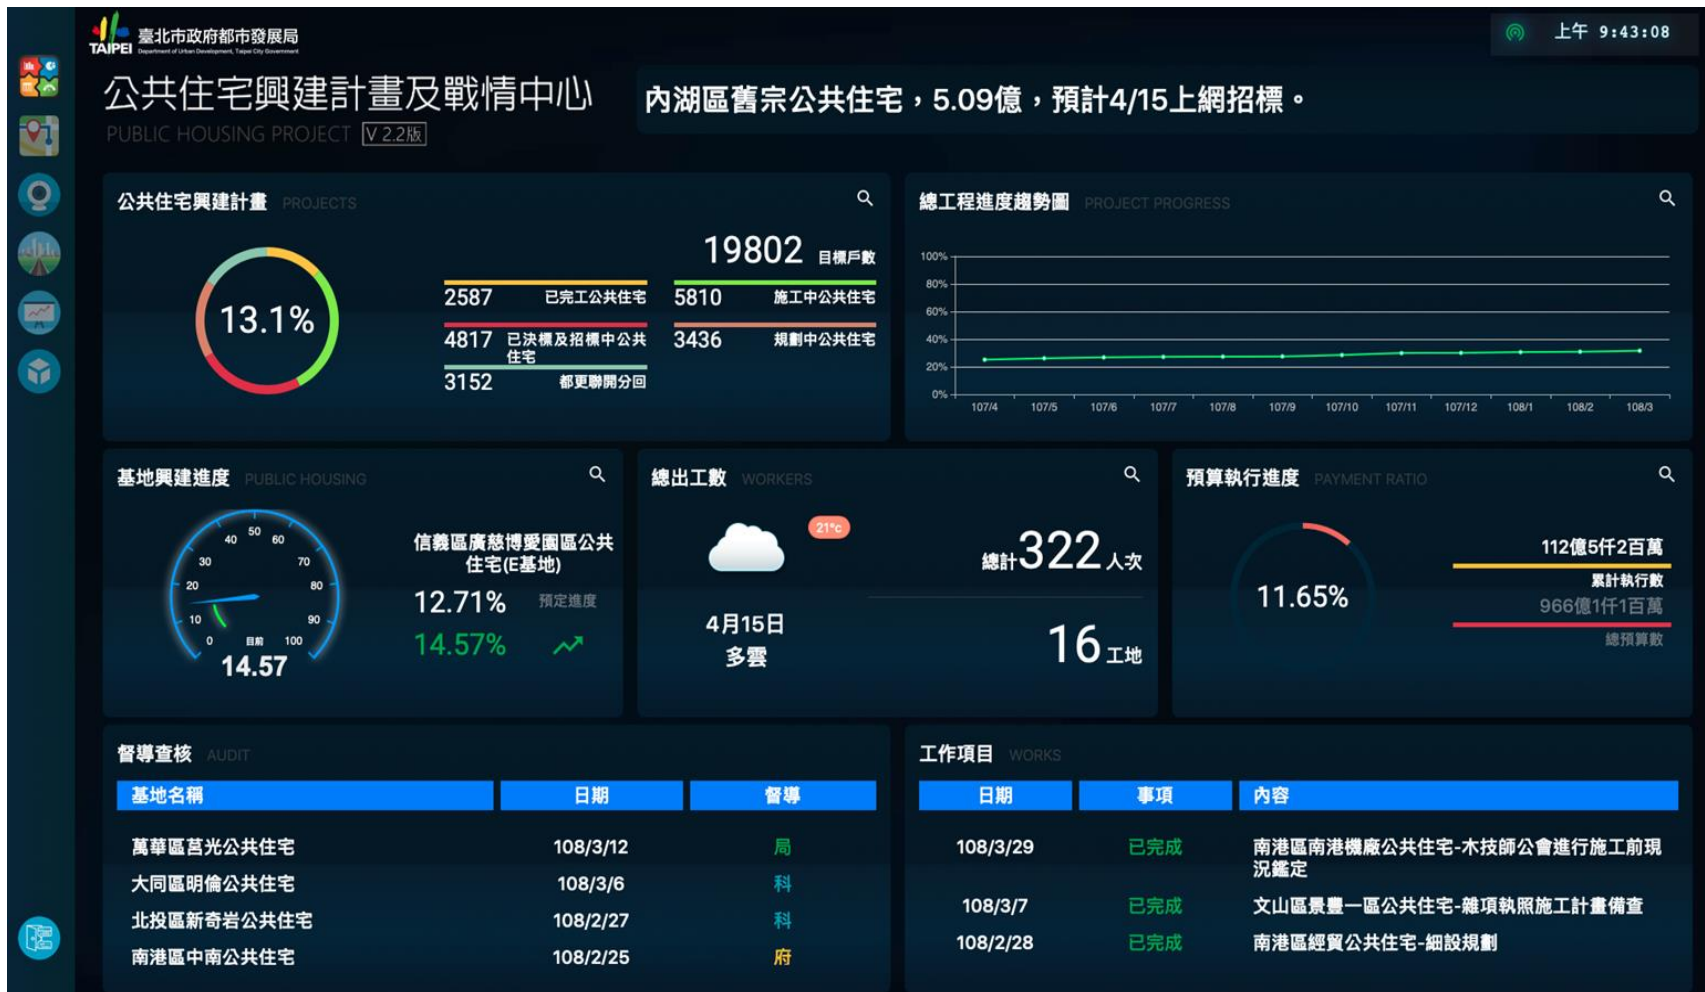 TAIPEI 臺北市政府都市發展局
Department of Urban Development, Taipei City Government
上午 9:43:08
公共住宅興建計畫及戰情中心
PUBLIC HOUSING PROJECT V 2.2版
內湖區舊宗公共住宅，5.09億，預計4/15上網招標。
公共住宅興建計畫 PROJECTS
13.1%
19802 目標戶數
2587 已完工公共住宅
5810 施工中公共住宅
4817 已決標及招標中公共
住宅
3436 規劃中公共住宅
3152 都更聯開分回
總工程進度趨勢圖 PROJECT PROGRESS
100%
80%
60%
40%
20%
0%
107/4 107/5 107/6 107/7 107/8 107/9 107/10 107/11 107/12 108/1 108/2 108/3
基地興建進度 PUBLIC HOUSING
0 10 20 30 40 50 60 70 80 90 100
目前
14.57
信義區廣慈博愛園區公共
住宅(E基地)
12.71% 預定進度
14.57%
總出工數 WORKERS
21°c
4月15日
多雲
總計322人次
16工地
預算執行進度 PAYMENT RATIO
11.65%
112億5仟2百萬
累計執行數
966億1仟1百萬
總預算數
督導查核 AUDIT
基地名稱 日期 督導
萬華區莒光公共住宅 108/3/12 局
大同區明倫公共住宅 108/3/6 科
北投區新奇岩公共住宅 108/2/27 科
南港區中南公共住宅 108/2/25 府
工作項目 WORKS
日期 事項 內容
108/3/29 已完成 南港區南港機廠公共住宅-木技師公會進行施工前現
況鑑定
108/3/7 已完成 文山區景豐一區公共住宅-雜項執照施工計畫備查
108/2/28 已完成 南港區經貿公共住宅-細設規劃